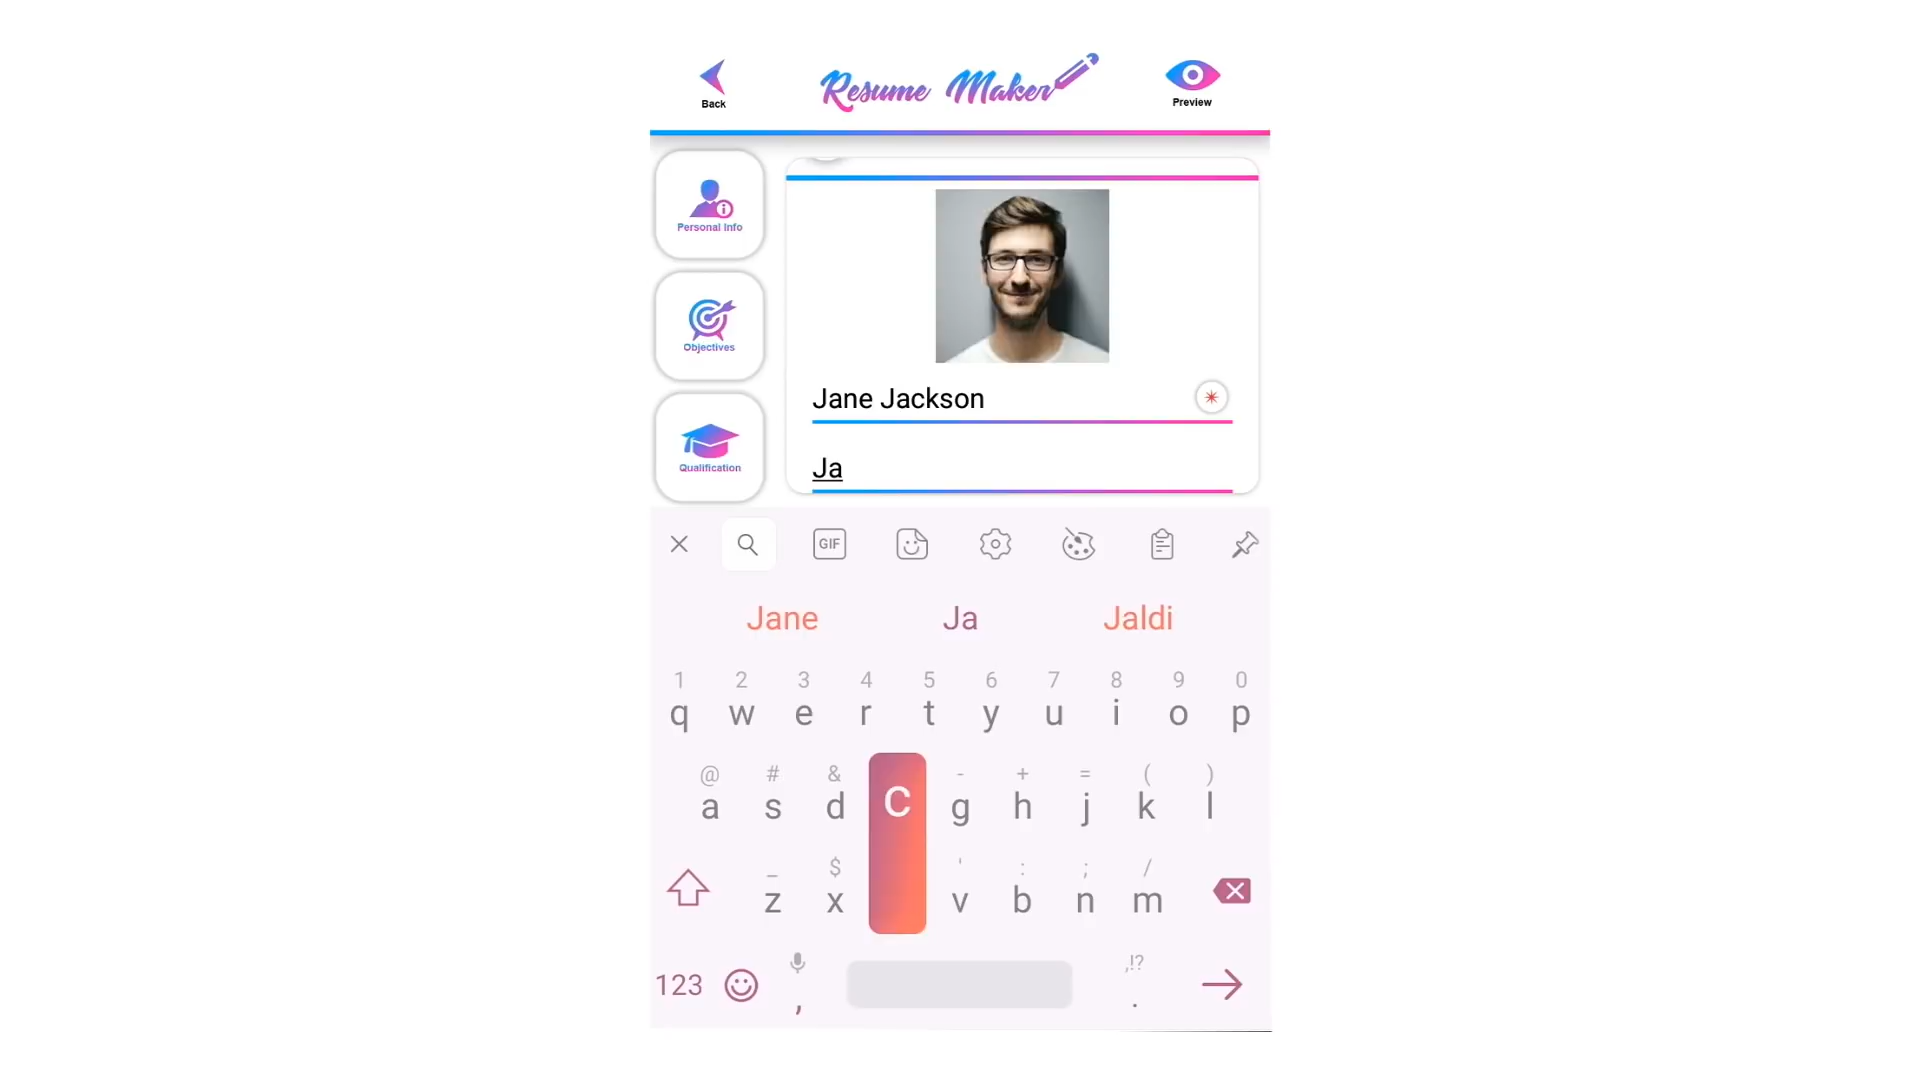 Resume Maker
Back
Preview
Personal Info
Objectives
Qualification
Jane Jackson
Ja
GIF
Jane Ja Jaldi
1 2 3 4 5 6 7 8 9 0
q w e r t y u i o p
@ # & - + = ( )
a s d C g h j k l
_ $ ' : ; /
z x v b n m
123 , ,!? .